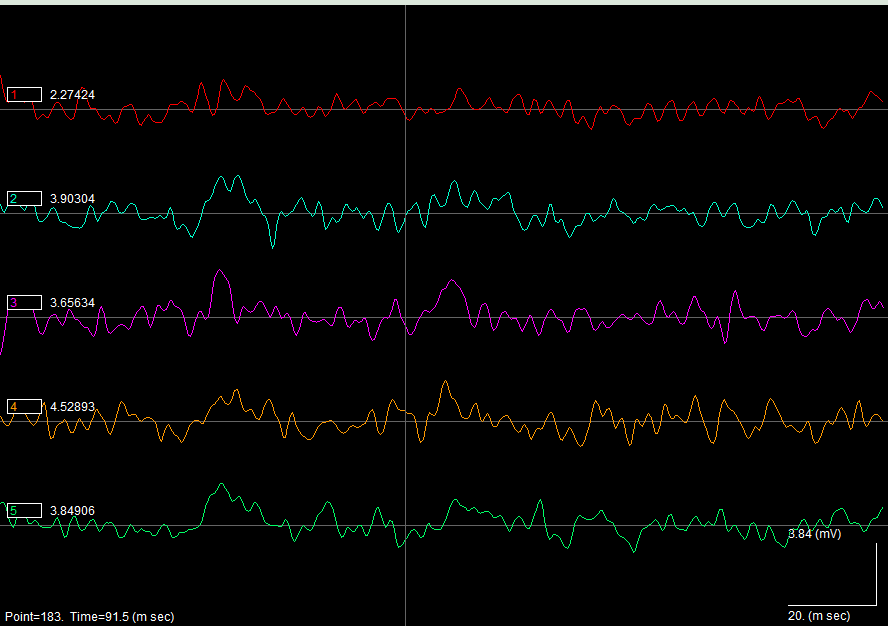 1 2.27424
2 3.90304
3 3.65634
4 4.52893
5 3.84906
3.84 (mV)
Point=183. Time=91.5 (m sec)
20. (m sec)